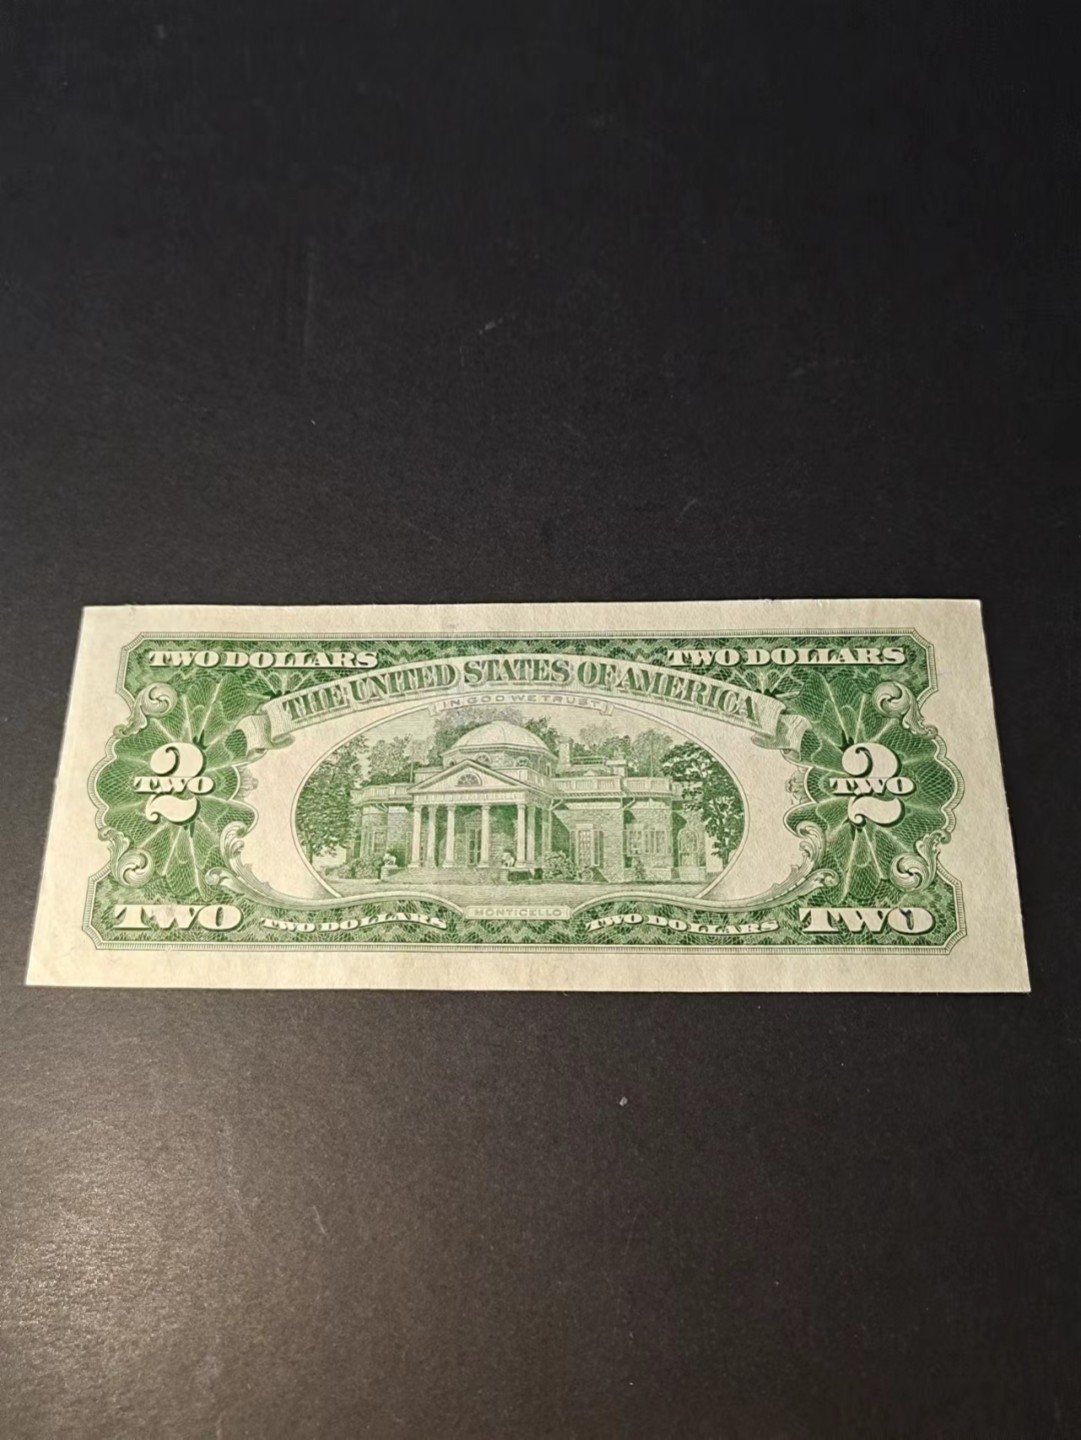 TWO DOLLARS TWO DOLLARS
THE UNITED STATES OF AMERICA
IN GOD WE TRUST
2 2
TWO TWO
TWO TWO DOLLARS MONTICELLO TWO DOLLARS TWO